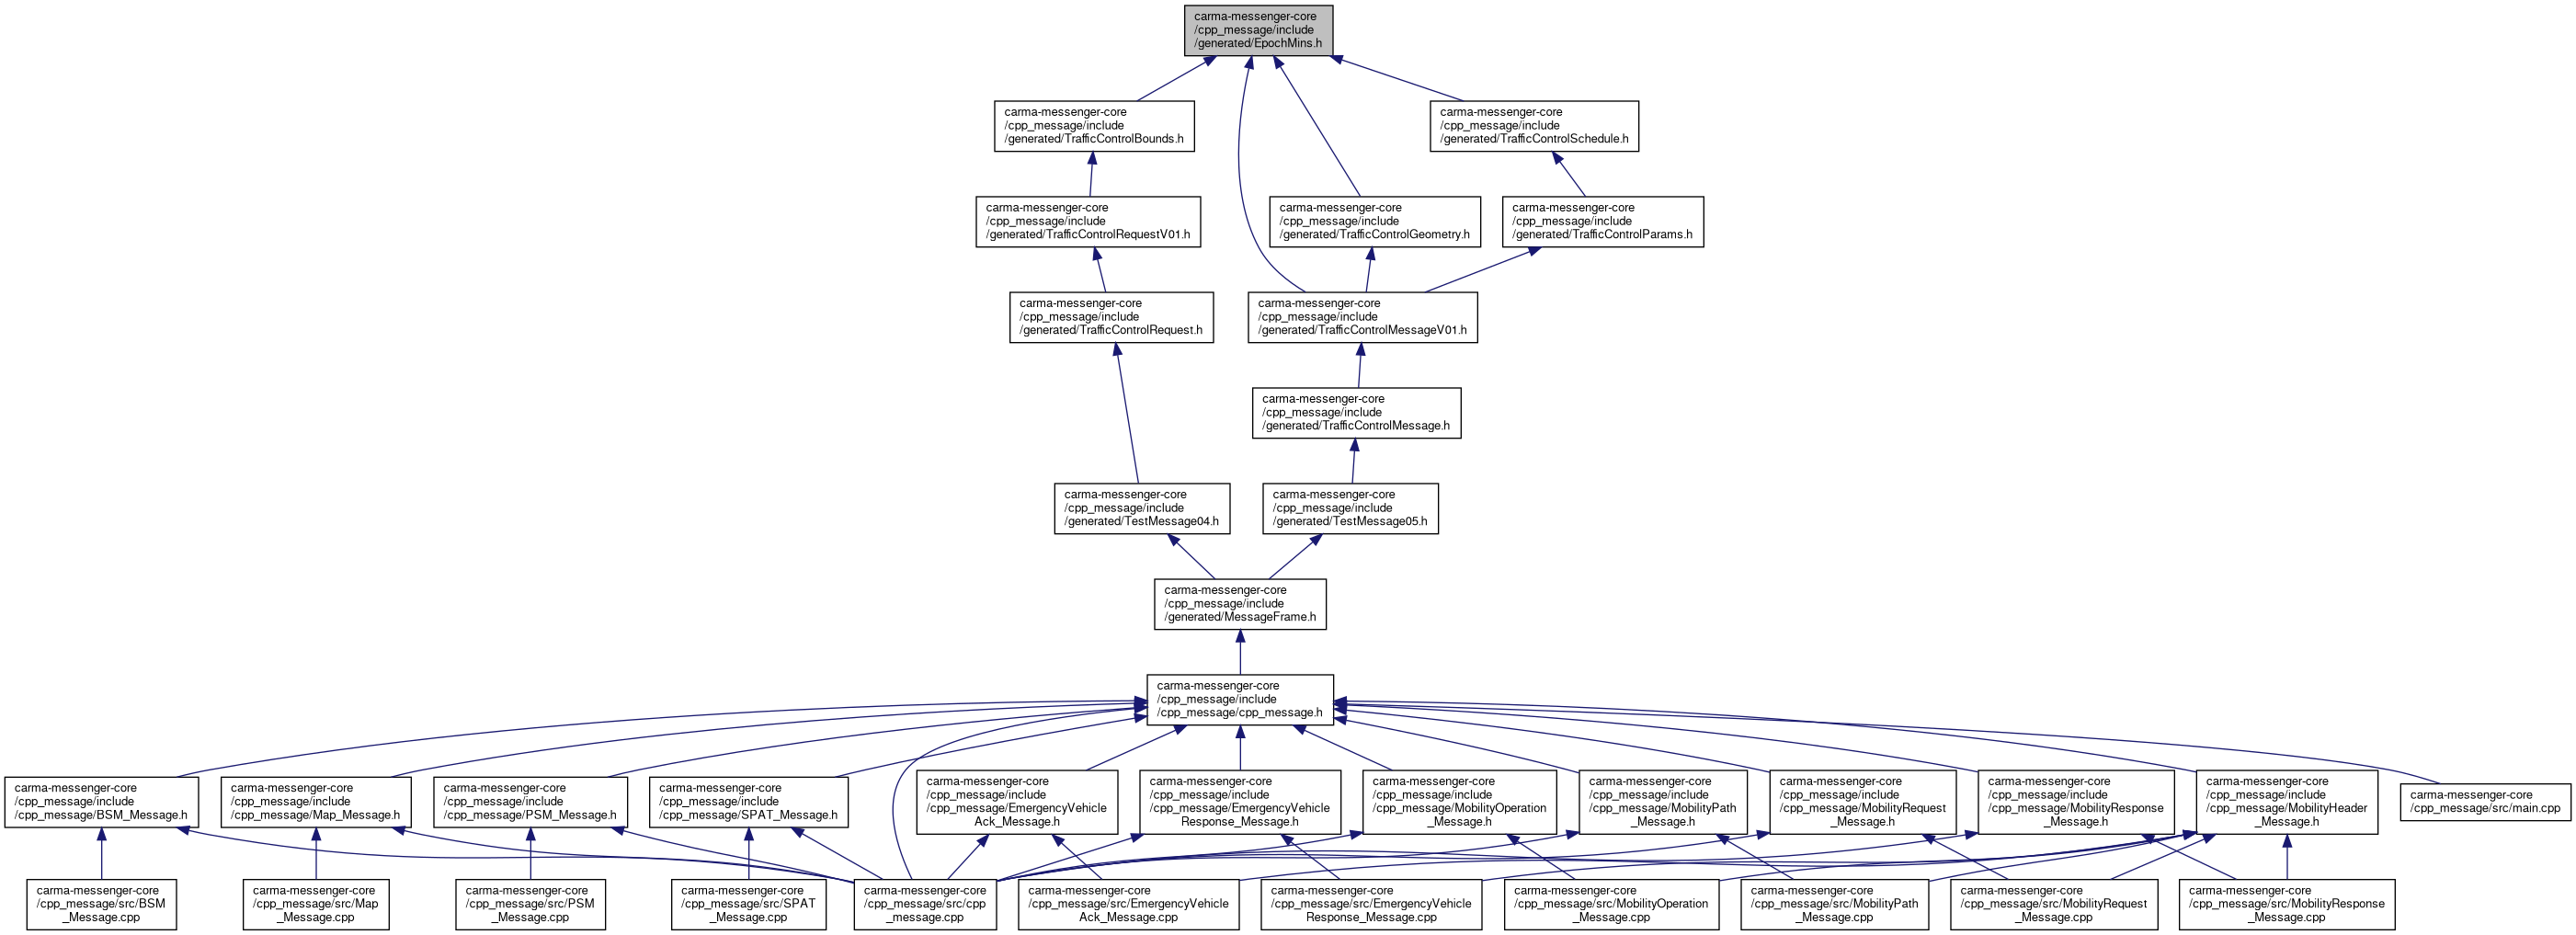 carma-messenger-core
/cpp_message/include
/generated/EpochMins.h
carma-messenger-core
/cpp_message/include
/generated/TrafficControlBounds.h
carma-messenger-core
/cpp_message/include
/generated/TrafficControlSchedule.h
carma-messenger-core
/cpp_message/include
/generated/TrafficControlRequestV01.h
carma-messenger-core
/cpp_message/include
/generated/TrafficControlGeometry.h
carma-messenger-core
/cpp_message/include
/generated/TrafficControlParams.h
carma-messenger-core
/cpp_message/include
/generated/TrafficControlRequest.h
carma-messenger-core
/cpp_message/include
/generated/TrafficControlMessageV01.h
carma-messenger-core
/cpp_message/include
/generated/TrafficControlMessage.h
carma-messenger-core
/cpp_message/include
/generated/TestMessage04.h
carma-messenger-core
/cpp_message/include
/generated/TestMessage05.h
carma-messenger-core
/cpp_message/include
/generated/MessageFrame.h
carma-messenger-core
/cpp_message/include
/cpp_message/cpp_message.h
carma-messenger-core
/cpp_message/include
/cpp_message/BSM_Message.h
carma-messenger-core
/cpp_message/include
/cpp_message/Map_Message.h
carma-messenger-core
/cpp_message/include
/cpp_message/PSM_Message.h
carma-messenger-core
/cpp_message/include
/cpp_message/SPAT_Message.h
carma-messenger-core
/cpp_message/include
/cpp_message/EmergencyVehicle
Ack_Message.h
carma-messenger-core
/cpp_message/include
/cpp_message/EmergencyVehicle
Response_Message.h
carma-messenger-core
/cpp_message/include
/cpp_message/MobilityOperation
_Message.h
carma-messenger-core
/cpp_message/include
/cpp_message/MobilityPath
_Message.h
carma-messenger-core
/cpp_message/include
/cpp_message/MobilityRequest
_Message.h
carma-messenger-core
/cpp_message/include
/cpp_message/MobilityResponse
_Message.h
carma-messenger-core
/cpp_message/include
/cpp_message/MobilityHeader
_Message.h
carma-messenger-core
/cpp_message/src/main.cpp
carma-messenger-core
/cpp_message/src/BSM
_Message.cpp
carma-messenger-core
/cpp_message/src/Map
_Message.cpp
carma-messenger-core
/cpp_message/src/PSM
_Message.cpp
carma-messenger-core
/cpp_message/src/SPAT
_Message.cpp
carma-messenger-core
/cpp_message/src/cpp
_message.cpp
carma-messenger-core
/cpp_message/src/EmergencyVehicle
Ack_Message.cpp
carma-messenger-core
/cpp_message/src/EmergencyVehicle
Response_Message.cpp
carma-messenger-core
/cpp_message/src/MobilityOperation
_Message.cpp
carma-messenger-core
/cpp_message/src/MobilityPath
_Message.cpp
carma-messenger-core
/cpp_message/src/MobilityRequest
_Message.cpp
carma-messenger-core
/cpp_message/src/MobilityResponse
_Message.cpp